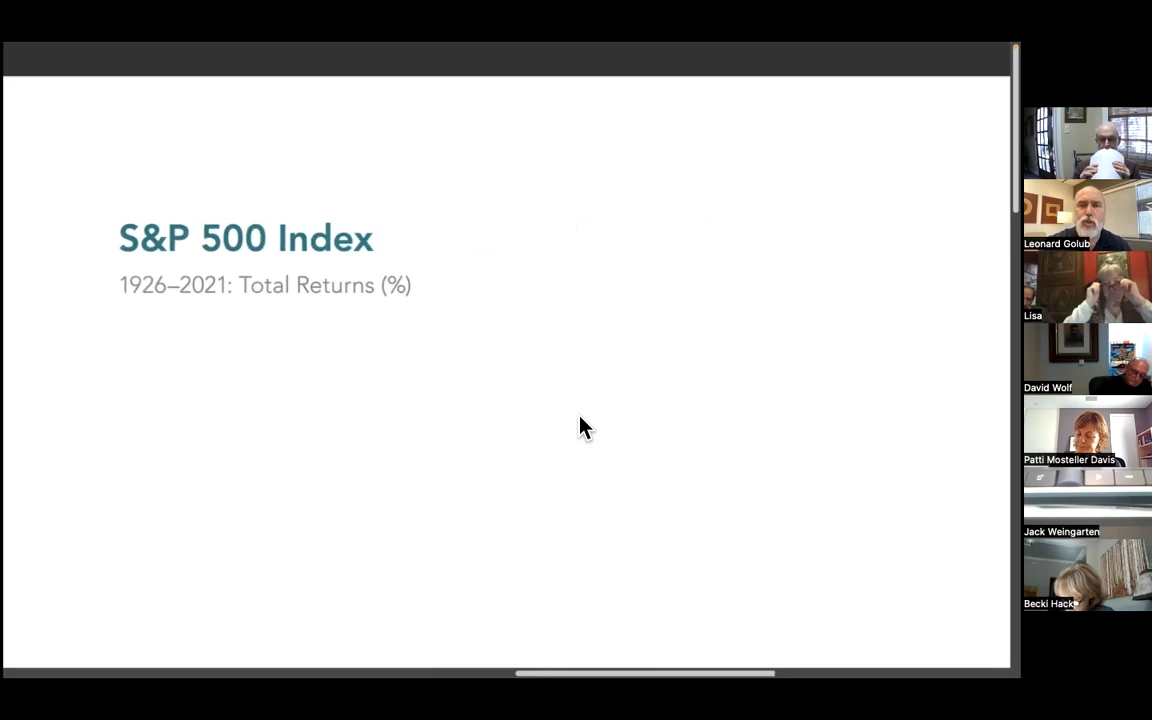 S&P 500 Index
1926–2021: Total Returns (%)
Leonard Golub
Lisa
David Wolf
Patti Mosteller Davis
Jack Weingarten
Becki Hack